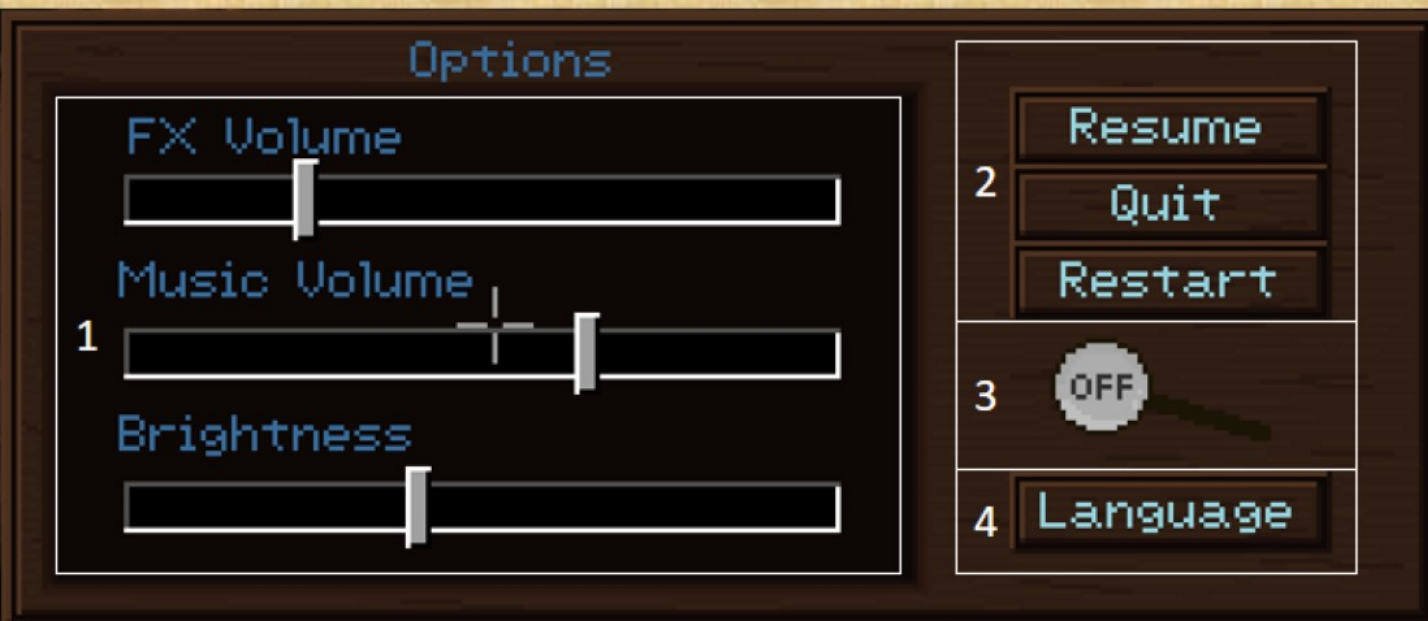 Options
FX Volume
Music Volume
1
Brightness
2
Resume
Quit
Restart
3
OFF
4
Language